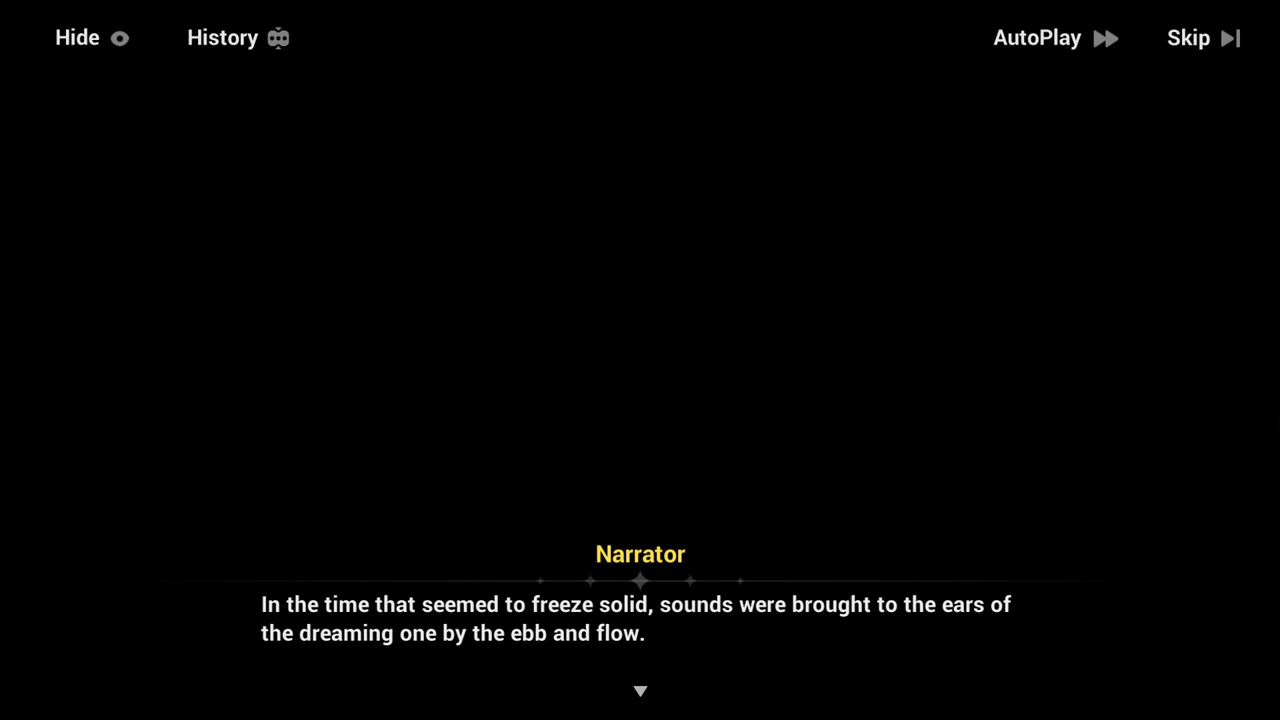 Hide
History
AutoPlay
Skip
Narrator
In the time that seemed to freeze solid, sounds were brought to the ears of
the dreaming one by the ebb and flow.